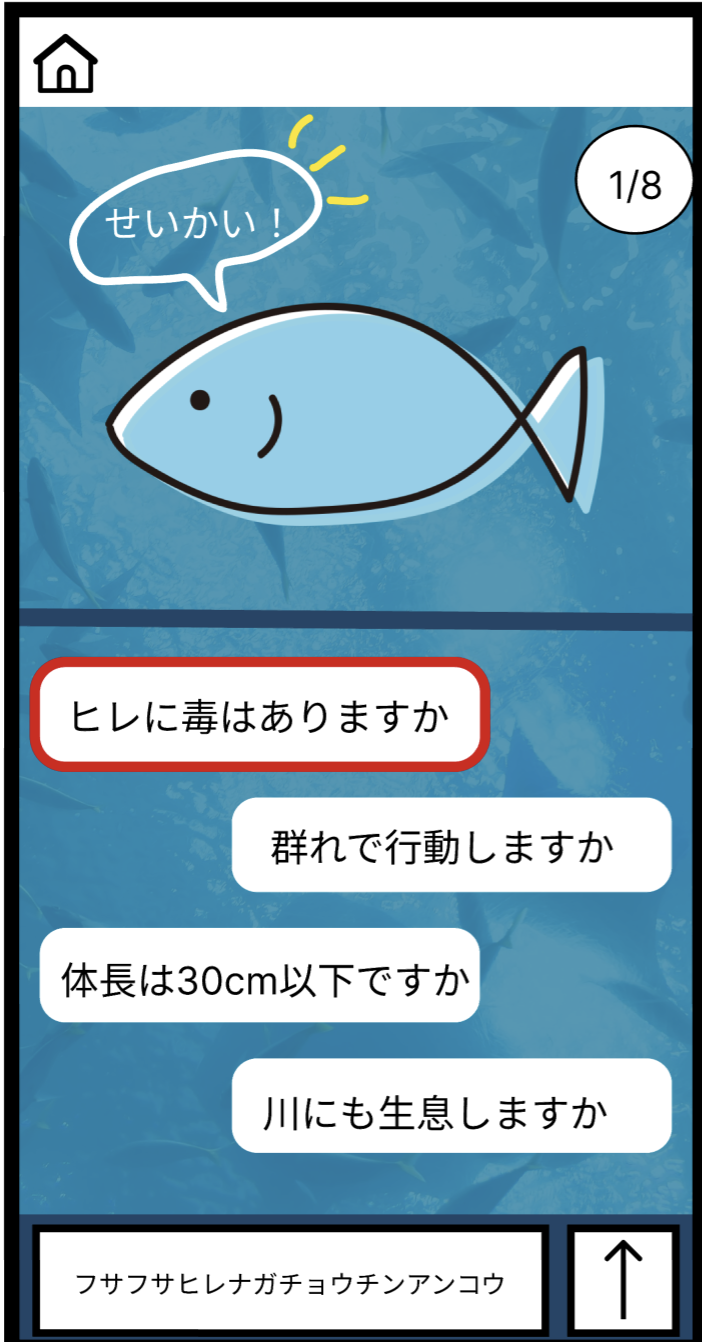 せいかい！
1/8
ヒレに毒はありますか
群れで行動しますか
体長は30cm以下ですか
川にも生息しますか
フサフサヒレナガチョウチンアンコウ